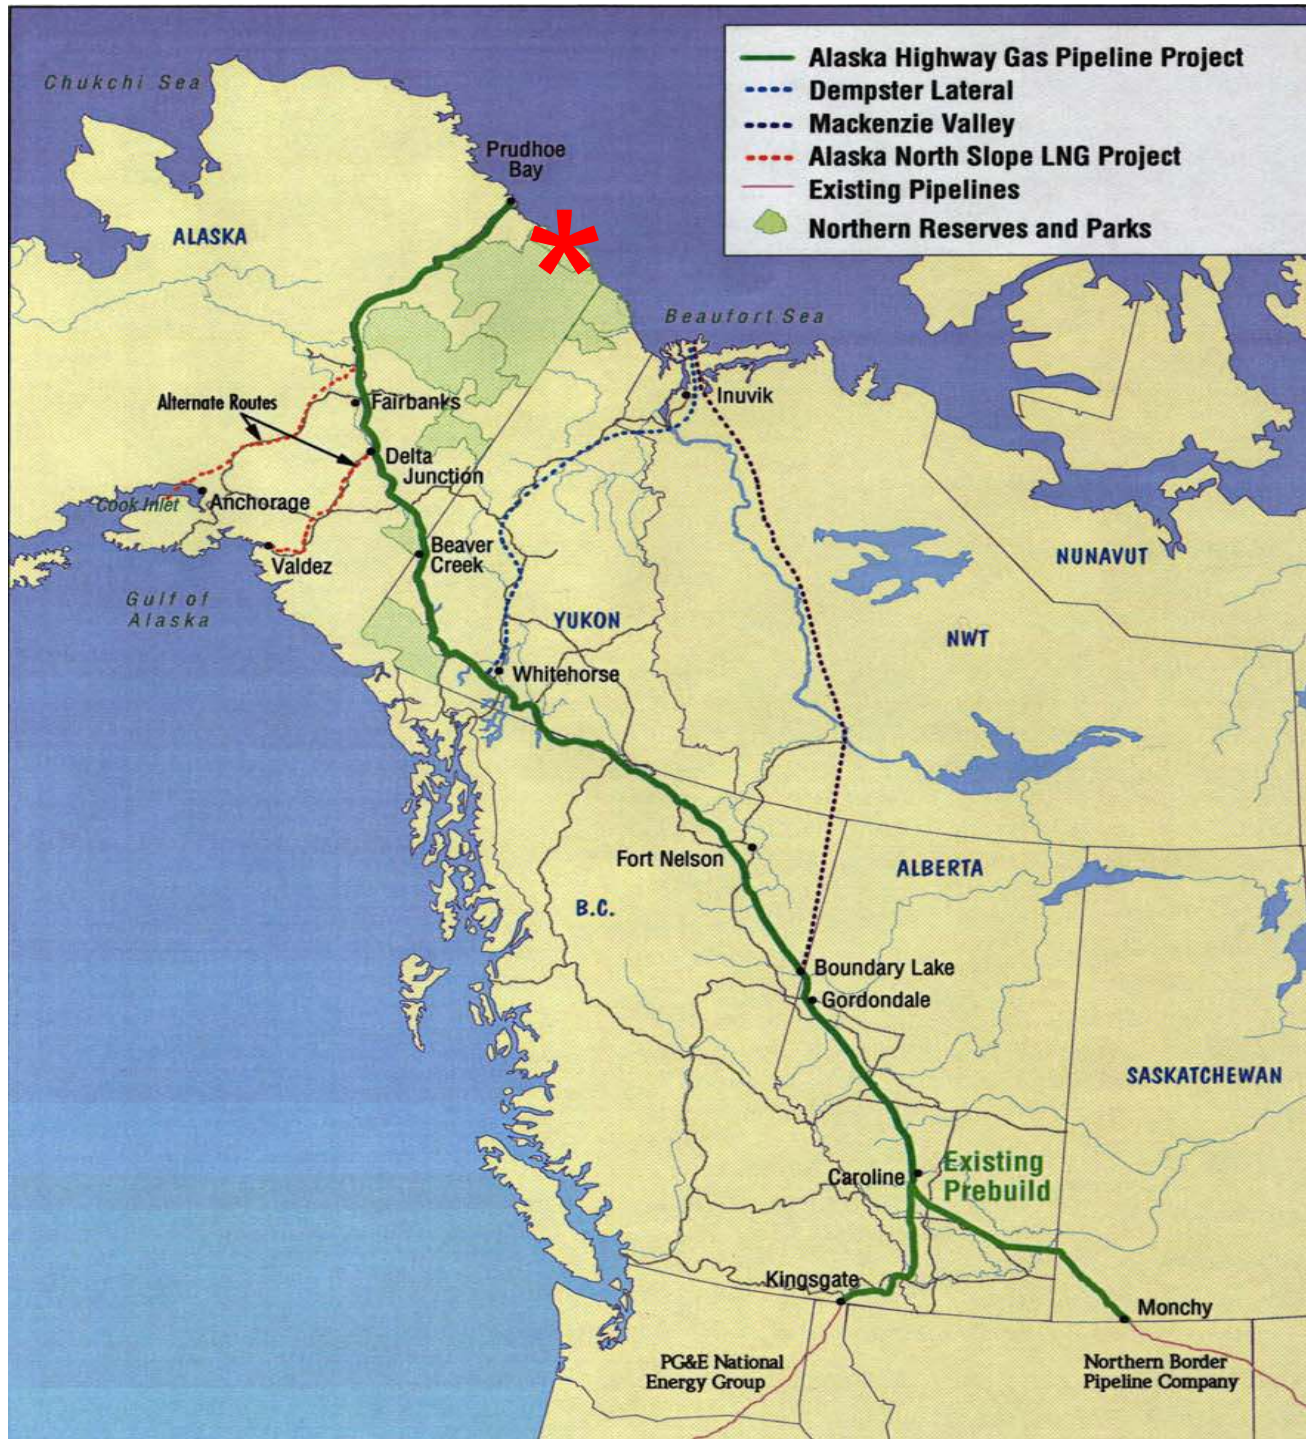 Alaska Highway Gas Pipeline Project
Dempster Lateral
Mackenzie Valley
Alaska North Slope LNG Project
Existing Pipelines
Northern Reserves and Parks
Chukchi Sea
Prudhoe
Bay
ALASKA
*
Beaufort Sea
Inuvik
Alternate Routes
Fairbanks
Delta
Junction
Cook Inlet
Anchorage
Valdez
Beaver
Creek
Gulf of
Alaska
YUKON
NUNAVUT
NWT
Whitehorse
Fort Nelson
ALBERTA
B.C.
Boundary Lake
Gordondale
SASKATCHEWAN
Caroline
Existing
Prebuild
Kingsgate
Monchy
PG&E National
Energy Group
Northern Border
Pipeline Company